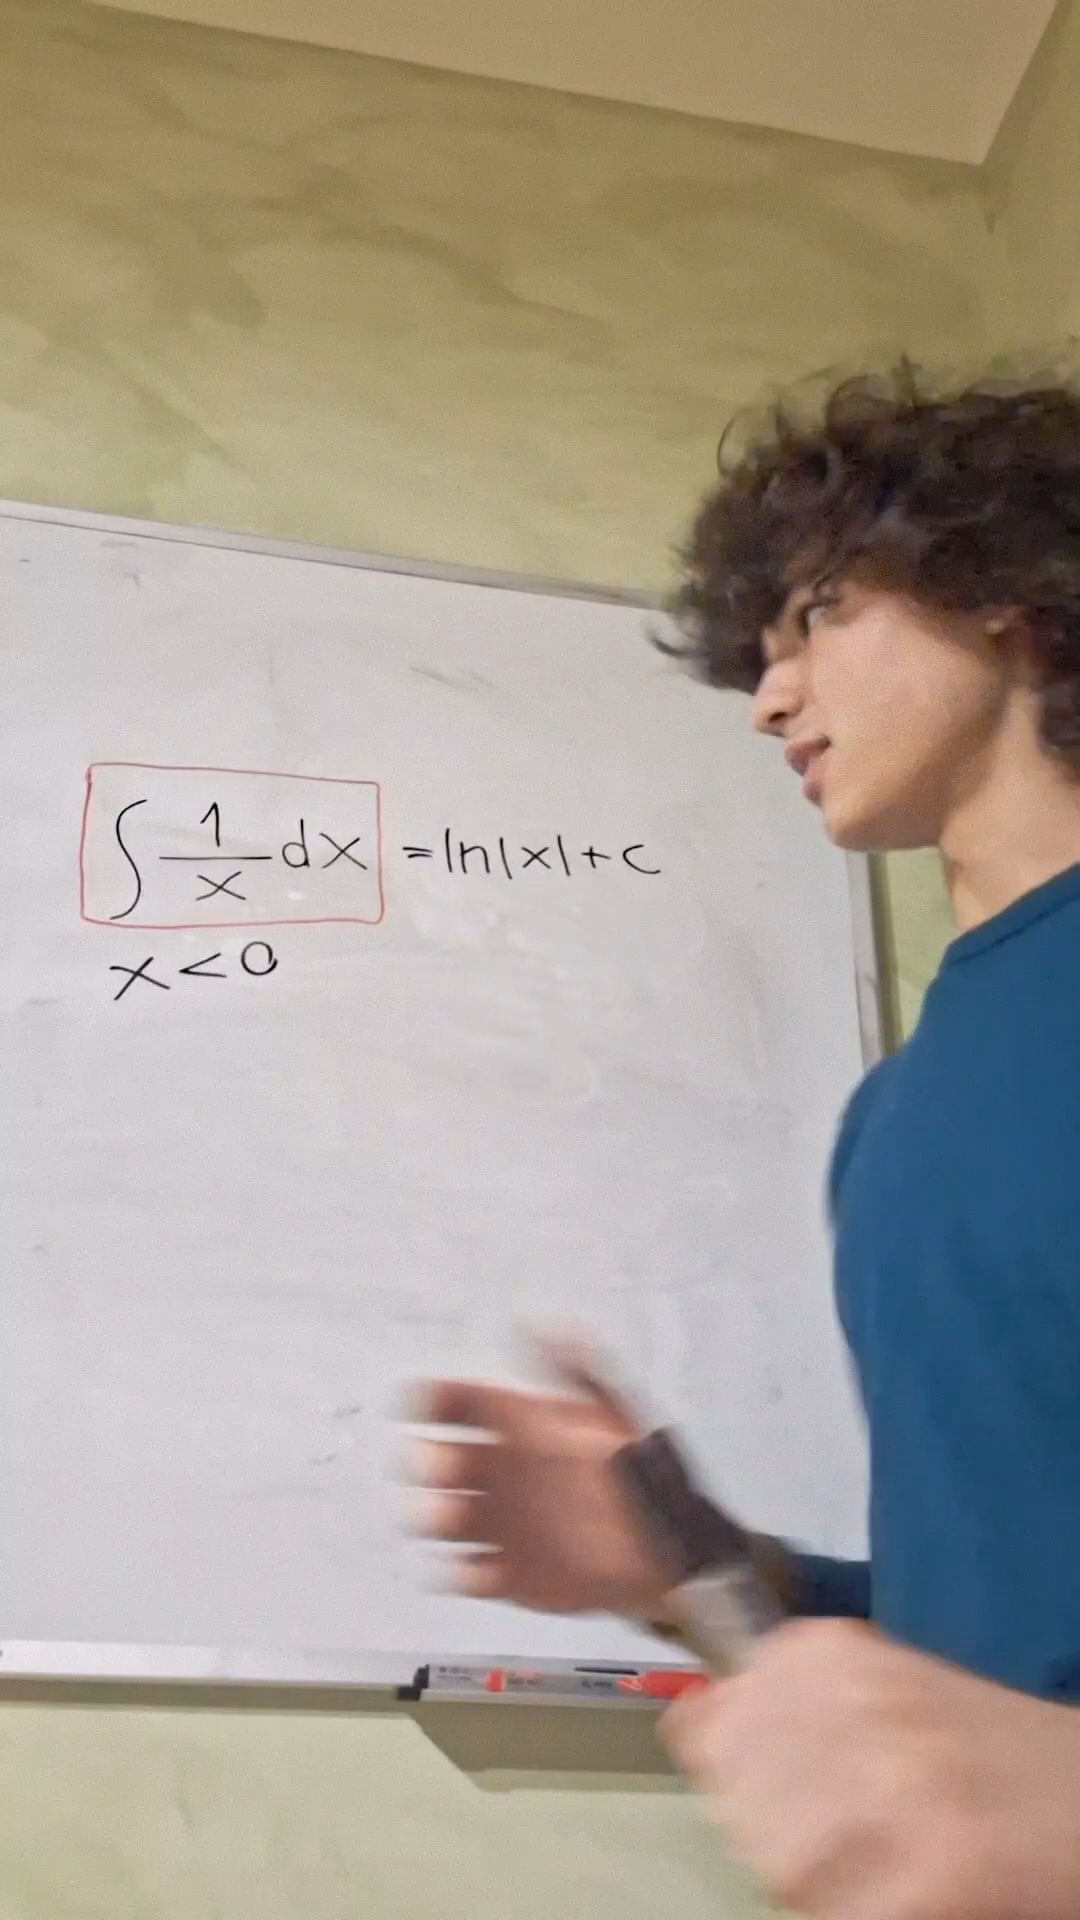 ∫ 1/x dx = ln|x| + c
x < 0